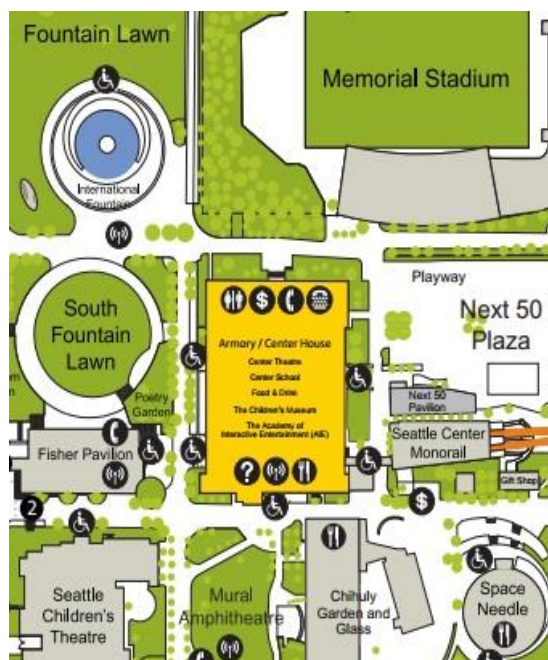 Fountain Lawn
Memorial Stadium
International
Fountain
Playway
South
Fountain
Lawn
Next 50
Plaza
Armory / Center House
Center Theatre
Center School
Food & Drink
The Children's Museum
The Academy of
Interactive Entertainment (AIE)
Poetry
Garden
Next 50
Pavilion
Seattle Center
Monorail
Fisher Pavilion
Gift Shop
$
?
$
2
Seattle
Children's
Theatre
Mural
Amphitheatre
Chihuly
Garden and
Glass
Space
Needle